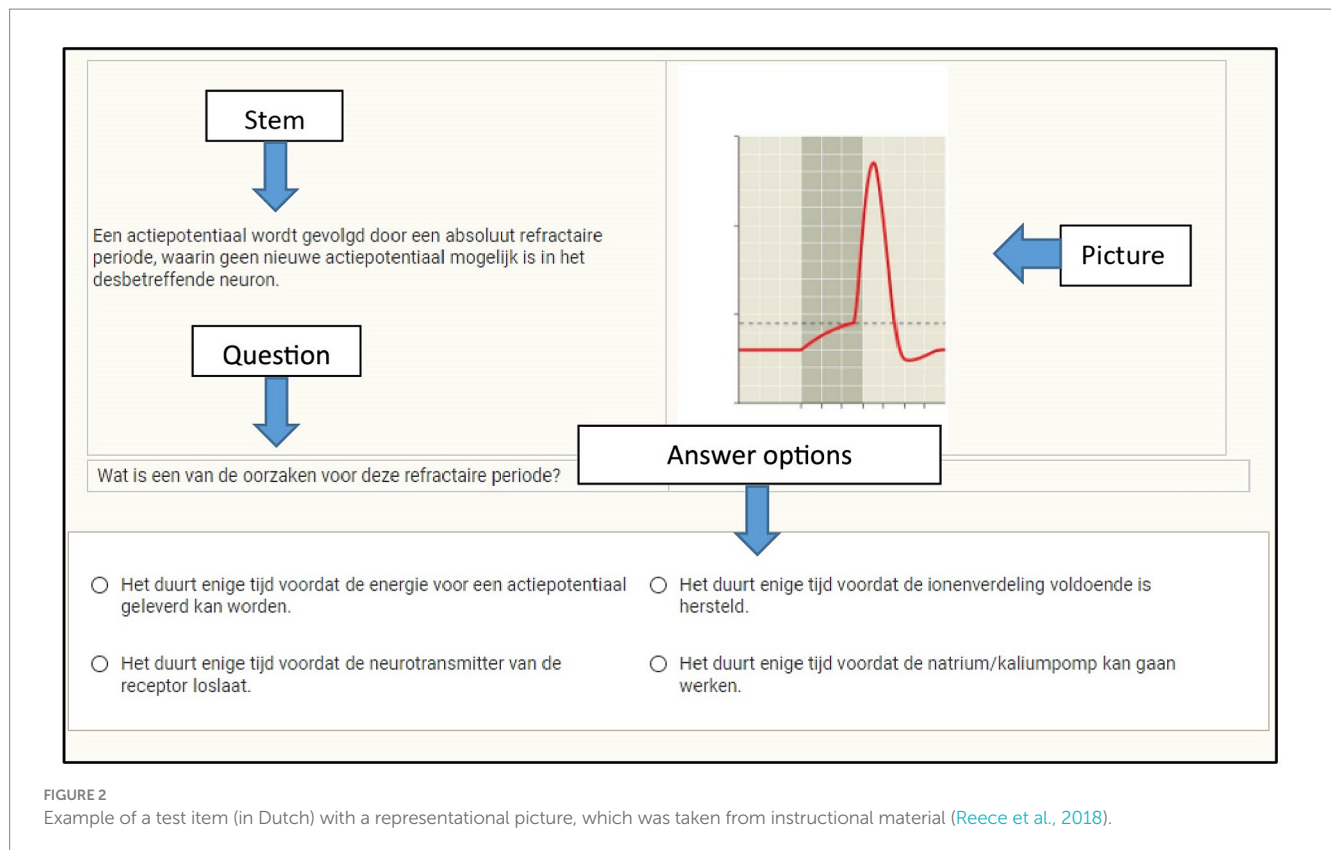 Stem
Een actiepotentiaal wordt gevolgd door een absoluut refractaire
periode, waarin geen nieuwe actiepotentiaal mogelijk is in het
desbetreffende neuron.
Picture
Question
Answer options
Wat is een van de oorzaken voor deze refractaire periode?
Het duurt enige tijd voordat de energie voor een actiepotentiaal
geleverd kan worden.
Het duurt enige tijd voordat de ionenverdeling voldoende is
hersteld.
Het duurt enige tijd voordat de neurotransmitter van de
receptor loslaat.
Het duurt enige tijd voordat de natrium/kaliumpomp kan gaan
werken.
FIGURE 2
Example of a test item (in Dutch) with a representational picture, which was taken from instructional material (Reece et al., 2018).